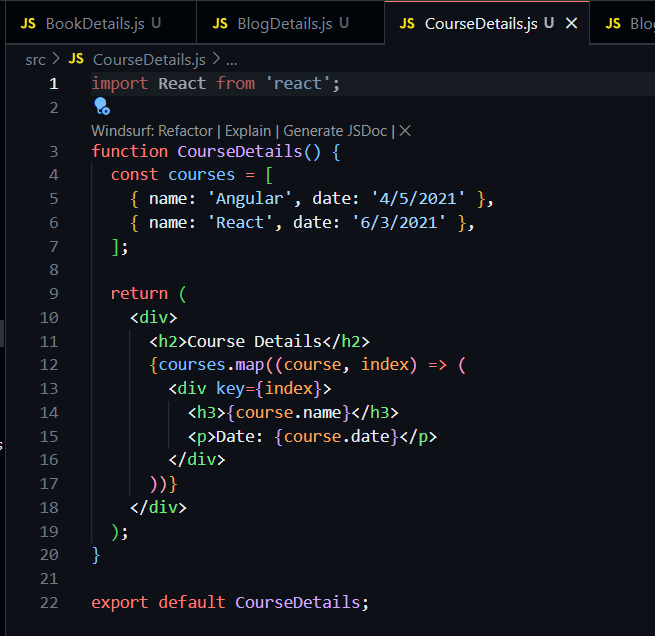 JS BookDetails.js U JS BlogDetails.js U JS CourseDetails.js U × JS Blo
src > JS CourseDetails.js > ...
1 import React from 'react';
2
Windsurf: Refactor | Explain | Generate JSDoc | ×
3 function CourseDetails() {
4 const courses = [
5 { name: 'Angular', date: '4/5/2021' },
6 { name: 'React', date: '6/3/2021' },
7 ];
8
9 return (
10 <div>
11 <h2>Course Details</h2>
12 {courses.map((course, index) => (
13 <div key={index}>
14 <h3>{course.name}</h3>
15 <p>Date: {course.date}</p>
16 </div>
17 ))}
18 </div>
19 );
20 }
21
22 export default CourseDetails;